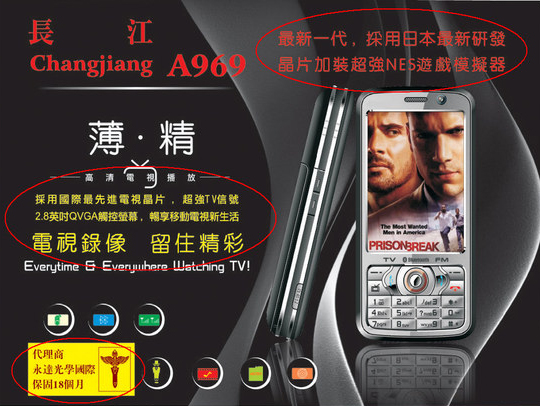 長 江
Changjiang A969
最新一代，採用日本最新研發
晶片加裝超強NES遊戲模擬器
薄·精
高清電視播放
採用國際最先進電視晶片，超強TV信號
2.8英吋QVGA觸控螢幕，暢享移動電視新生活
電視錄像 留住精彩
Everytime & Everywhere Watching TV!
The Most Wanted
Men in America
PRISON BREAK
TV Bluetooth FM
代理商
永達光學國際
保固18個月